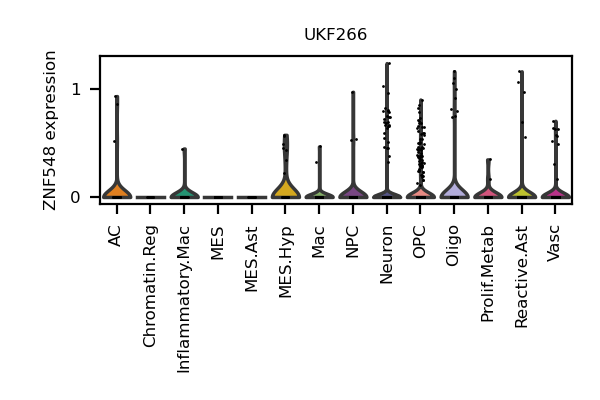 UKF266
ZNF548 expression
1
0
AC
Chromatin.Reg
Inflammatory.Mac
MES
MES.Ast
MES.Hyp
Mac
NPC
Neuron
OPC
Oligo
Prolif.Metab
Reactive.Ast
Vasc